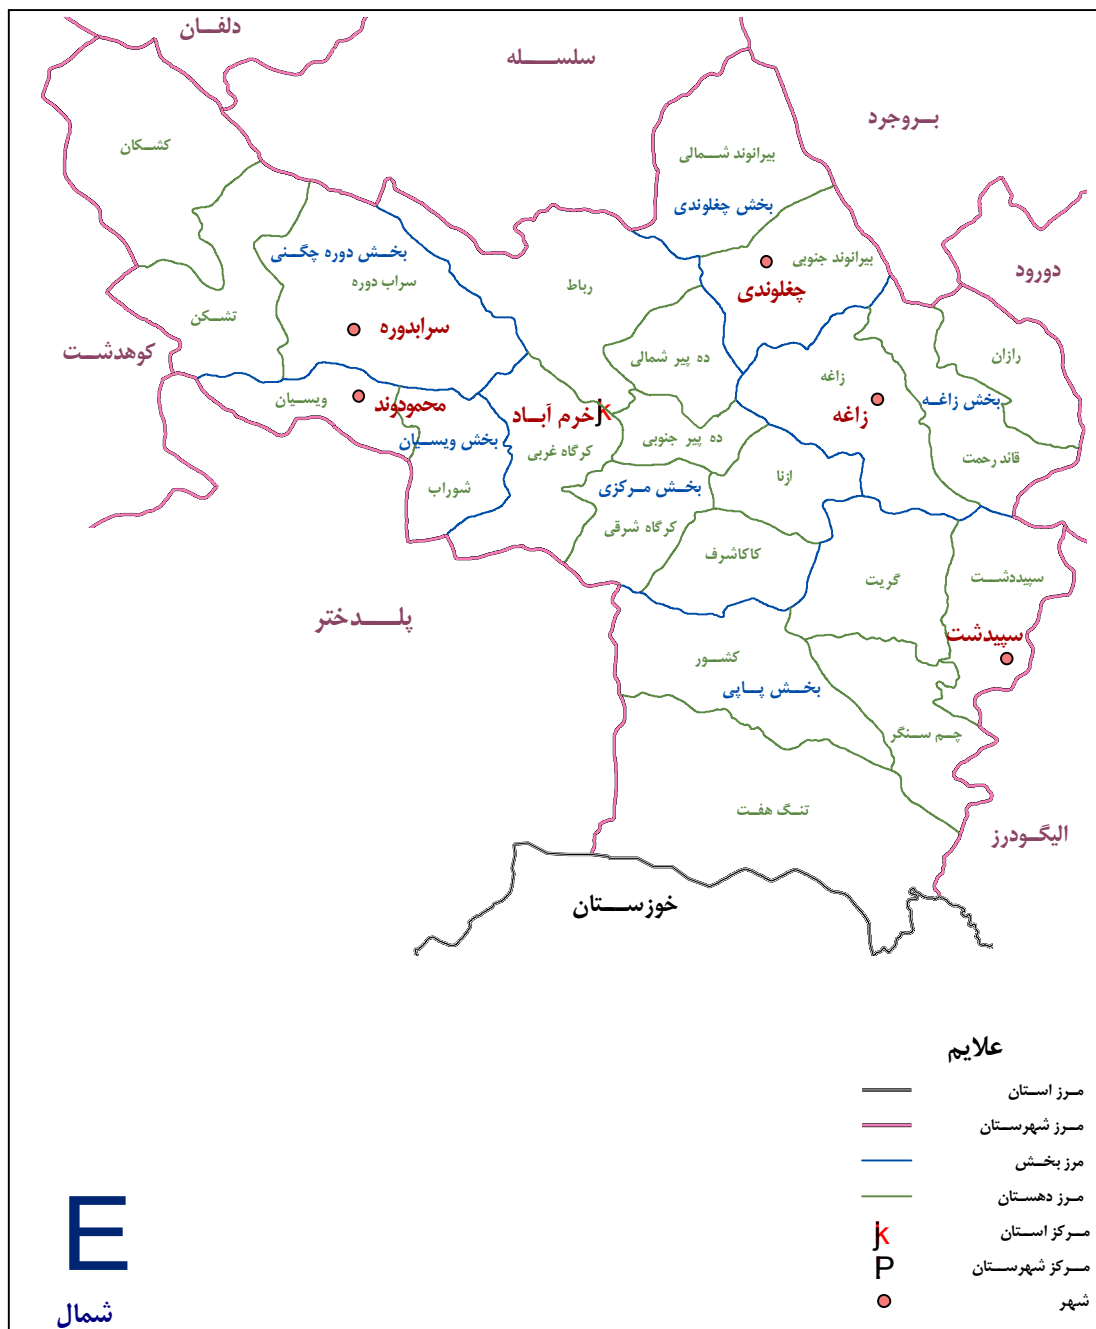 دلفان
سلسله
بروجرد
کشکان
بیرانوند شمالی
بخش چغلوندی
بخش دوره چگنی
سراب دوره
رباط
بیرانوند جنوبی
چغلوندی
دورود
تشکن
سرابدوره
کوهدشت
ده پیر شمالی
رازان
زاغه
بخش زاغه
زاغه
ویسیان
محمودوند
خرم آباد
jk
بخش ویسیان
کرگاه غربی
ده پیر جنوبی
قائد رحمت
شوراب
بخش مرکزی
ازنا
کرگاه شرقی
کاکاشرف
گریت
سپیددشت
پلدختر
سپیدشت
کشور
بخش پاپی
چم سنگر
تنگ هفت
الیگودرز
خوزستان
علایم
مرز استان
مرز شهرستان
مرز بخش
مرز دهستان
مرکز استان
jk
مرکز شهرستان
P
شهر
E
شمال